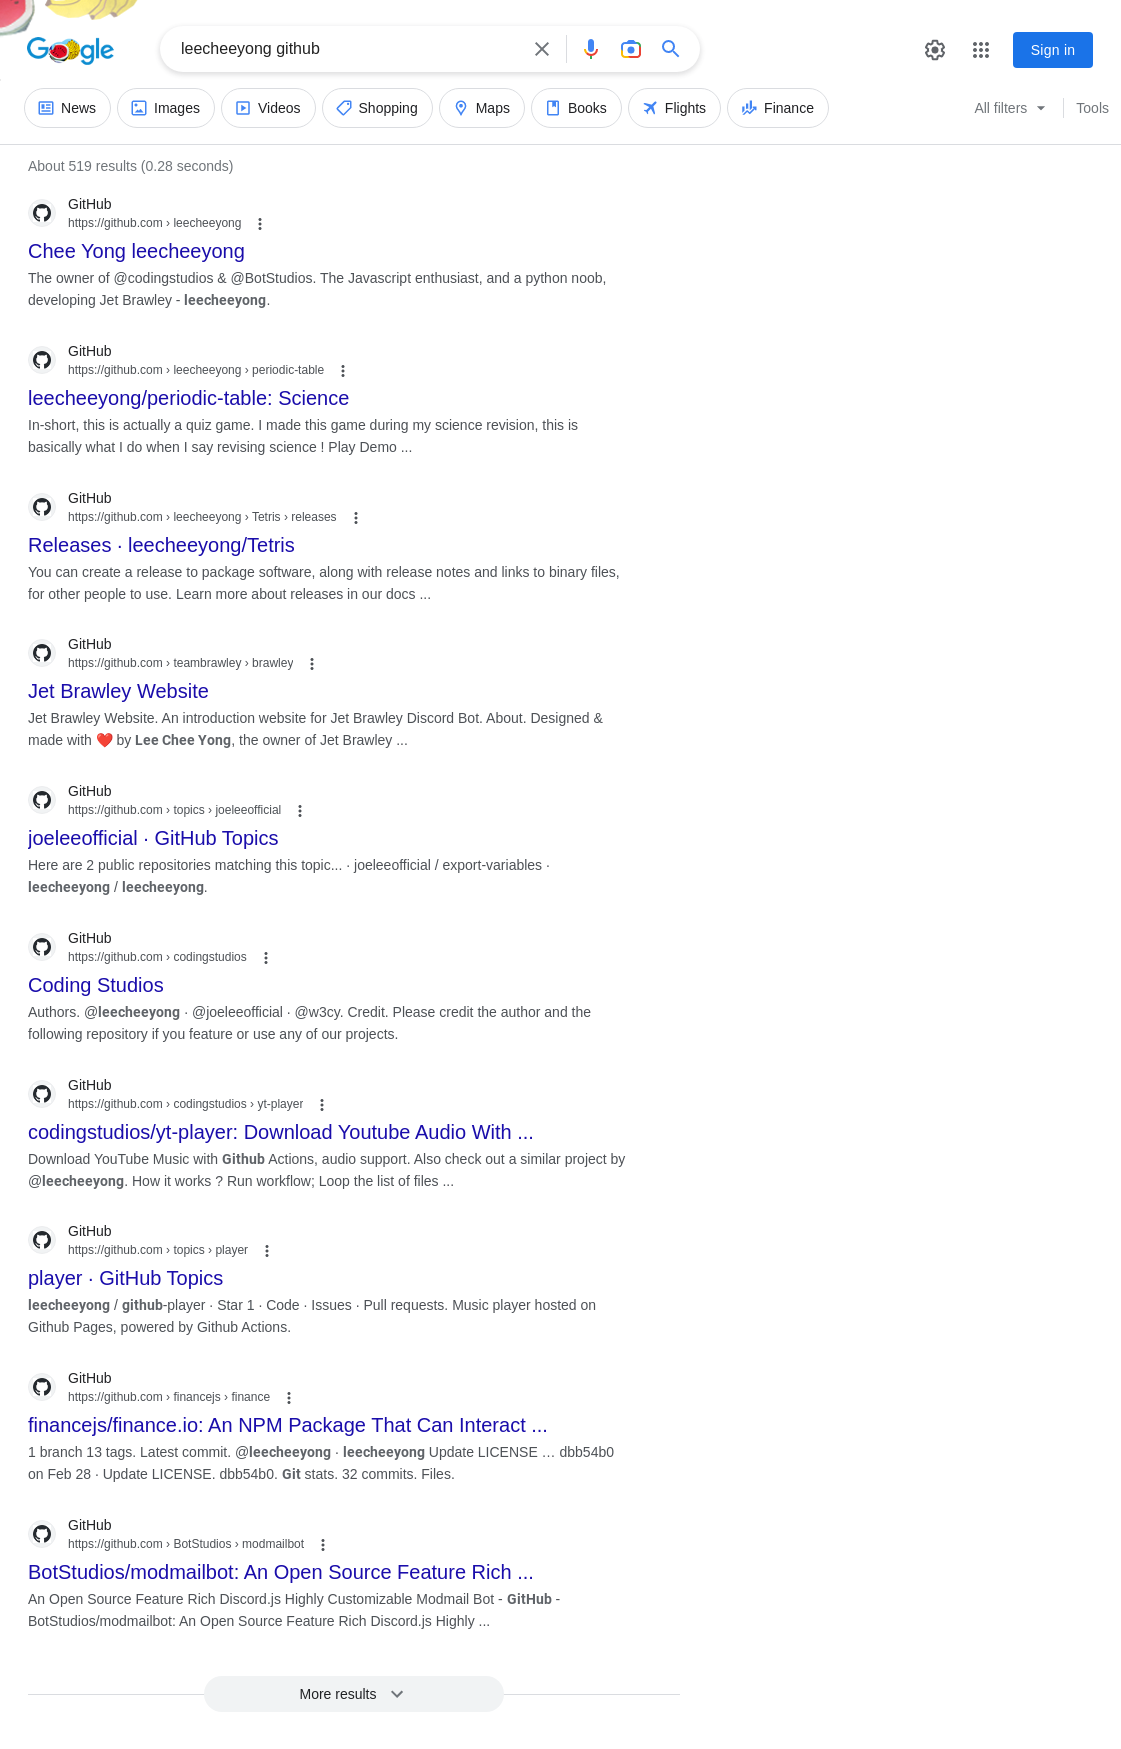 Google
leecheeyong github
Sign in
News
Images
Videos
Shopping
Maps
Books
Flights
Finance
All filters
Tools
About 519 results (0.28 seconds)
GitHub
https://github.com › leecheeyong
Chee Yong leecheeyong
The owner of @codingstudios & @BotStudios. The Javascript enthusiast, and a python noob,
developing Jet Brawley - leecheeyong.
GitHub
https://github.com › leecheeyong › periodic-table
leecheeyong/periodic-table: Science
In-short, this is actually a quiz game. I made this game during my science revision, this is
basically what I do when I say revising science ! Play Demo ...
GitHub
https://github.com › leecheeyong › Tetris › releases
Releases · leecheeyong/Tetris
You can create a release to package software, along with release notes and links to binary files,
for other people to use. Learn more about releases in our docs ...
GitHub
https://github.com › teambrawley › brawley
Jet Brawley Website
Jet Brawley Website. An introduction website for Jet Brawley Discord Bot. About. Designed &
made with ❤️ by Lee Chee Yong, the owner of Jet Brawley ...
GitHub
https://github.com › topics › joeleeofficial
joeleeofficial · GitHub Topics
Here are 2 public repositories matching this topic... · joeleeofficial / export-variables ·
leecheeyong / leecheeyong.
GitHub
https://github.com › codingstudios
Coding Studios
Authors. @leecheeyong · @joeleeofficial · @w3cy. Credit. Please credit the author and the
following repository if you feature or use any of our projects.
GitHub
https://github.com › codingstudios › yt-player
codingstudios/yt-player: Download Youtube Audio With ...
Download YouTube Music with Github Actions, audio support. Also check out a similar project by
@leecheeyong. How it works ? Run workflow; Loop the list of files ...
GitHub
https://github.com › topics › player
player · GitHub Topics
leecheeyong / github-player · Star 1 · Code · Issues · Pull requests. Music player hosted on
Github Pages, powered by Github Actions.
GitHub
https://github.com › financejs › finance
financejs/finance.io: An NPM Package That Can Interact ...
1 branch 13 tags. Latest commit. @leecheeyong · leecheeyong Update LICENSE … dbb54b0
on Feb 28 · Update LICENSE. dbb54b0. Git stats. 32 commits. Files.
GitHub
https://github.com › BotStudios › modmailbot
BotStudios/modmailbot: An Open Source Feature Rich ...
An Open Source Feature Rich Discord.js Highly Customizable Modmail Bot - GitHub -
BotStudios/modmailbot: An Open Source Feature Rich Discord.js Highly ...
More results